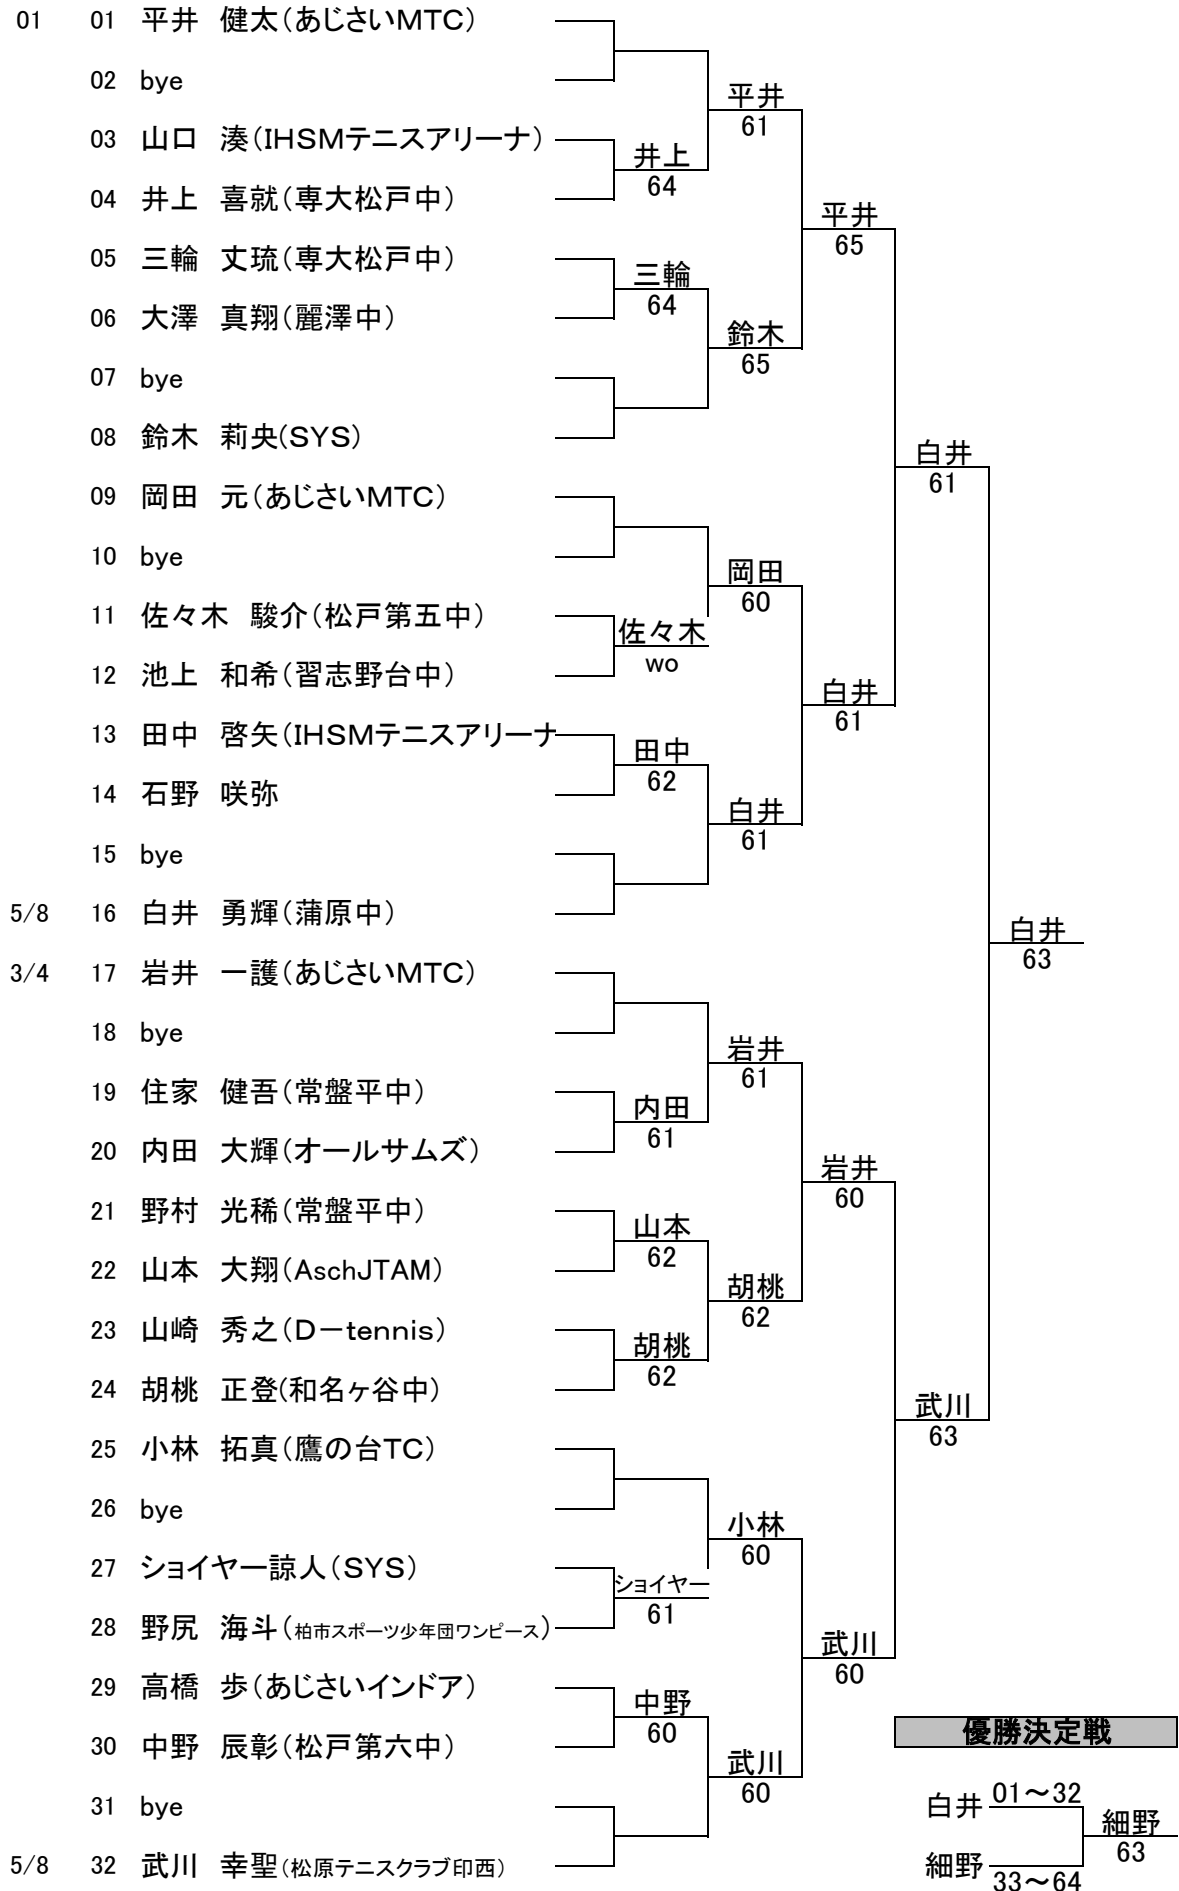 01 01 平井 健太(あじさいMTC)
02 bye
平井
03 山口 湊(IHSMテニスアリーナ)
61
井上
64
04 井上 喜就(専大松戸中)
平井
65
05 三輪 丈琉(専大松戸中)
三輪
64
06 大澤 真翔(麗澤中)
鈴木
65
07 bye
08 鈴木 莉央(SYS)
白井
61
09 岡田 元(あじさいMTC)
10 bye
岡田
60
11 佐々木 駿介(松戸第五中)
佐々木
wo
12 池上 和希(習志野台中)
白井
61
13 田中 啓矢(IHSMテニスアリーナ
田中
62
14 石野 咲弥
白井
61
15 bye
5/8 16 白井 勇輝(蒲原中)
白井
63
3/4 17 岩井 一護(あじさいMTC)
18 bye
岩井
61
19 住家 健吾(常盤平中)
内田
61
20 内田 大輝(オールサムズ)
岩井
60
21 野村 光稀(常盤平中)
山本
62
22 山本 大翔(AschJTAM)
胡桃
62
23 山崎 秀之(D-tennis)
胡桃
62
24 胡桃 正登(和名ヶ谷中)
武川
63
25 小林 拓真(鷹の台TC)
26 bye
小林
60
27 ショイヤー諒人(SYS)
ショイヤー
61
28 野尻 海斗(柏市スポーツ少年団ワンピース)
武川
60
29 高橋 歩(あじさいインドア)
中野
60
30 中野 辰彰(松戸第六中)
武川
60
31 bye
5/8 32 武川 幸聖(松原テニスクラブ印西)
優勝決定戦
白井 01~32
細野
63
細野 33~64